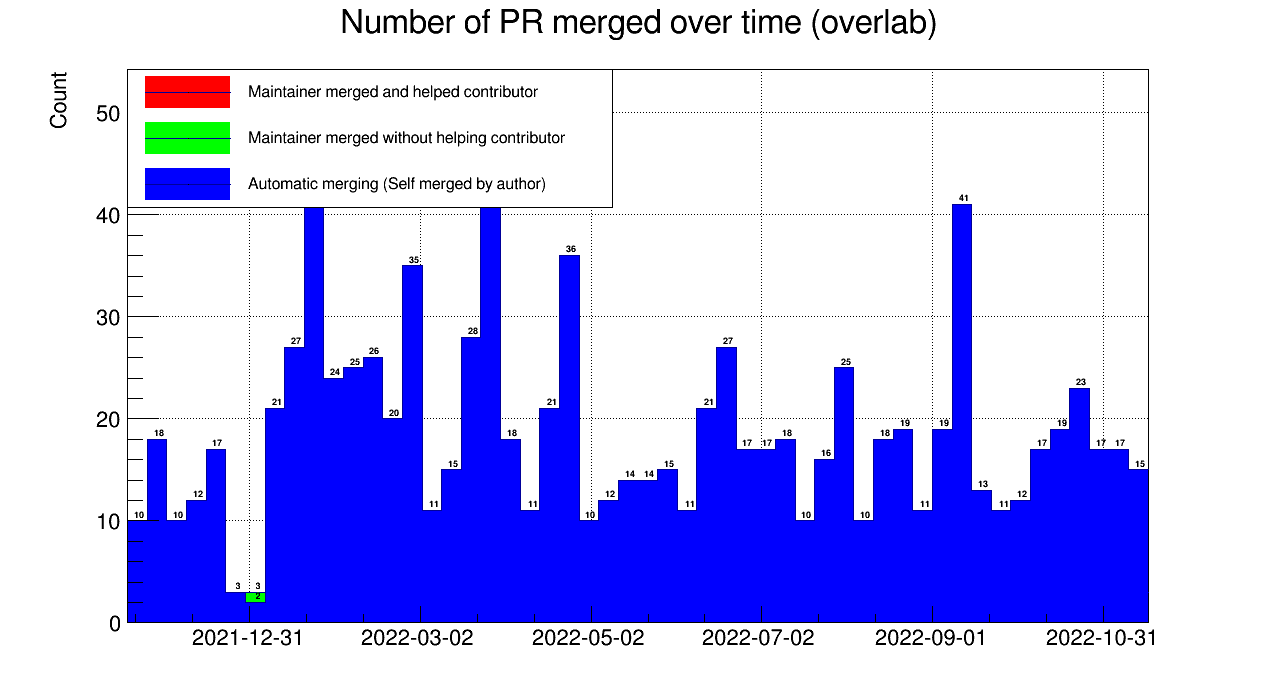 Number of PR merged over time (overlab)
Count
Maintainer merged and helped contributor
Maintainer merged without helping contributor
Automatic merging (Self merged by author)
50
40
30
20
10
0
10 18 10 12 17 3 3 2 21 27 24 25 26 20 35 11 15 28 18 11 21 36 10 12 14 14 15 11 21 27 17 17 18 10 16 25 10 18 19 11 19 41 13 11 12 17 19 23 17 17 15
2021-12-31 2022-03-02 2022-05-02 2022-07-02 2022-09-01 2022-10-31